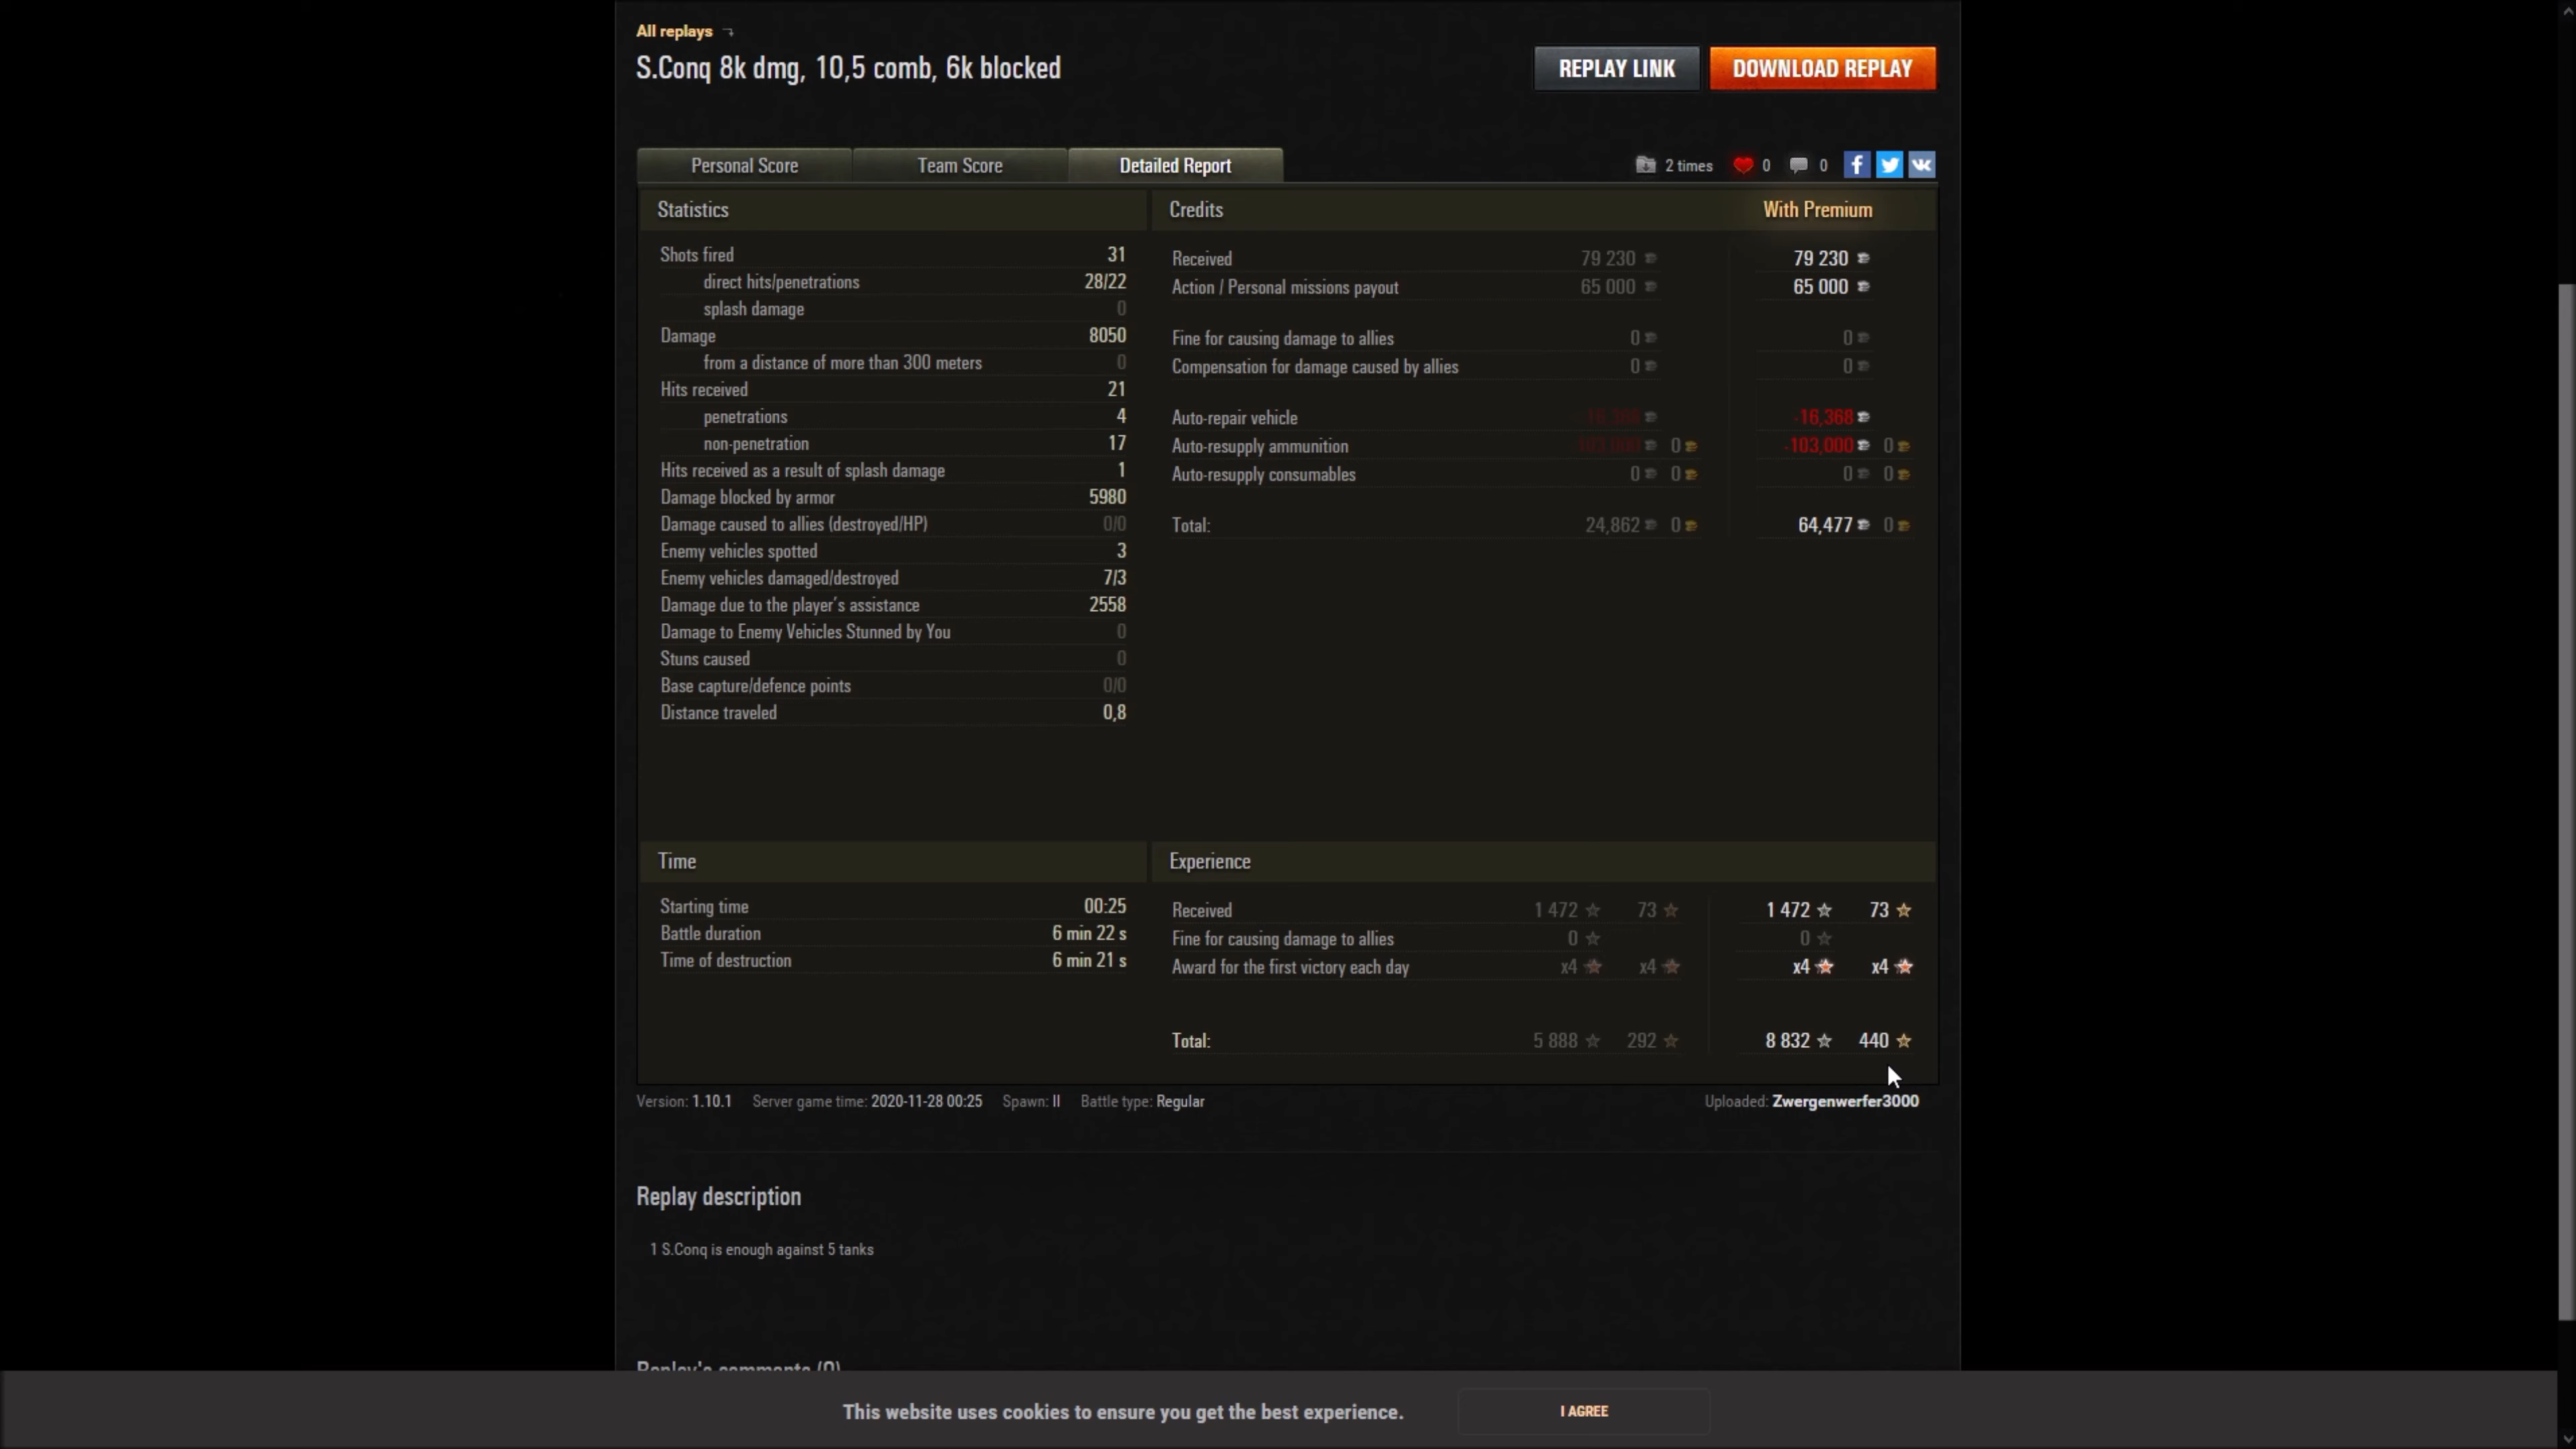 All replays
S.Conq 8k dmg, 10,5 comb, 6k blocked
REPLAY LINK
DOWNLOAD REPLAY
Personal Score
Team Score
Detailed Report
2 times
0
0
Statistics
Shots fired 31
direct hits/penetrations 28/22
splash damage 0
Damage 8050
from a distance of more than 300 meters 0
Hits received 21
penetrations 4
non-penetration 17
Hits received as a result of splash damage 1
Damage blocked by armor 5980
Damage caused to allies (destroyed/HP) 0/0
Enemy vehicles spotted 3
Enemy vehicles damaged/destroyed 7/3
Damage due to the player's assistance 2558
Damage to Enemy Vehicles Stunned by You 0
Stuns caused 0
Base capture/defence points 0/0
Distance traveled 0,8
Credits With Premium
Received 79 230 79 230
Action / Personal missions payout 65 000 65 000
Fine for causing damage to allies 0 0
Compensation for damage caused by allies 0 0
Auto-repair vehicle -16,368 -16,368
Auto-resupply ammunition -103,000 0 -103,000 0
Auto-resupply consumables 0 0 0 0
Total: 24,862 0 64,477 0
Time
Starting time 00:25
Battle duration 6 min 22 s
Time of destruction 6 min 21 s
Experience
Received 1 472 73 1 472 73
Fine for causing damage to allies 0 0
Award for the first victory each day x4 x4 x4 x4
Total: 5 888 292 8 832 440
Version: 1.10.1 Server game time: 2020-11-28 00:25 Spawn: II Battle type: Regular Uploaded: Zwergenwerfer3000
Replay description
1 S.Conq is enough against 5 tanks
Replay's comments (0)
This website uses cookies to ensure you get the best experience.
I AGREE